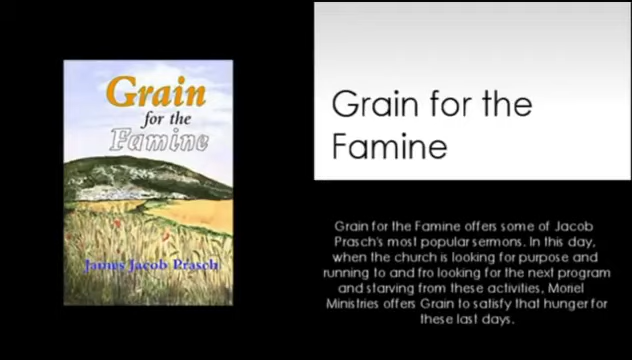 Grain
for the
Famine
James Jacob Prasch
Grain for the
Famine
Grain for the Famine offers some of Jacob
Prasch's most popular sermons. In this day,
when the church is looking for purpose and
running to and fro looking for the next program
and starving from these activities, Moriel
Ministries offers Grain to satisfy that hunger for
these last days.